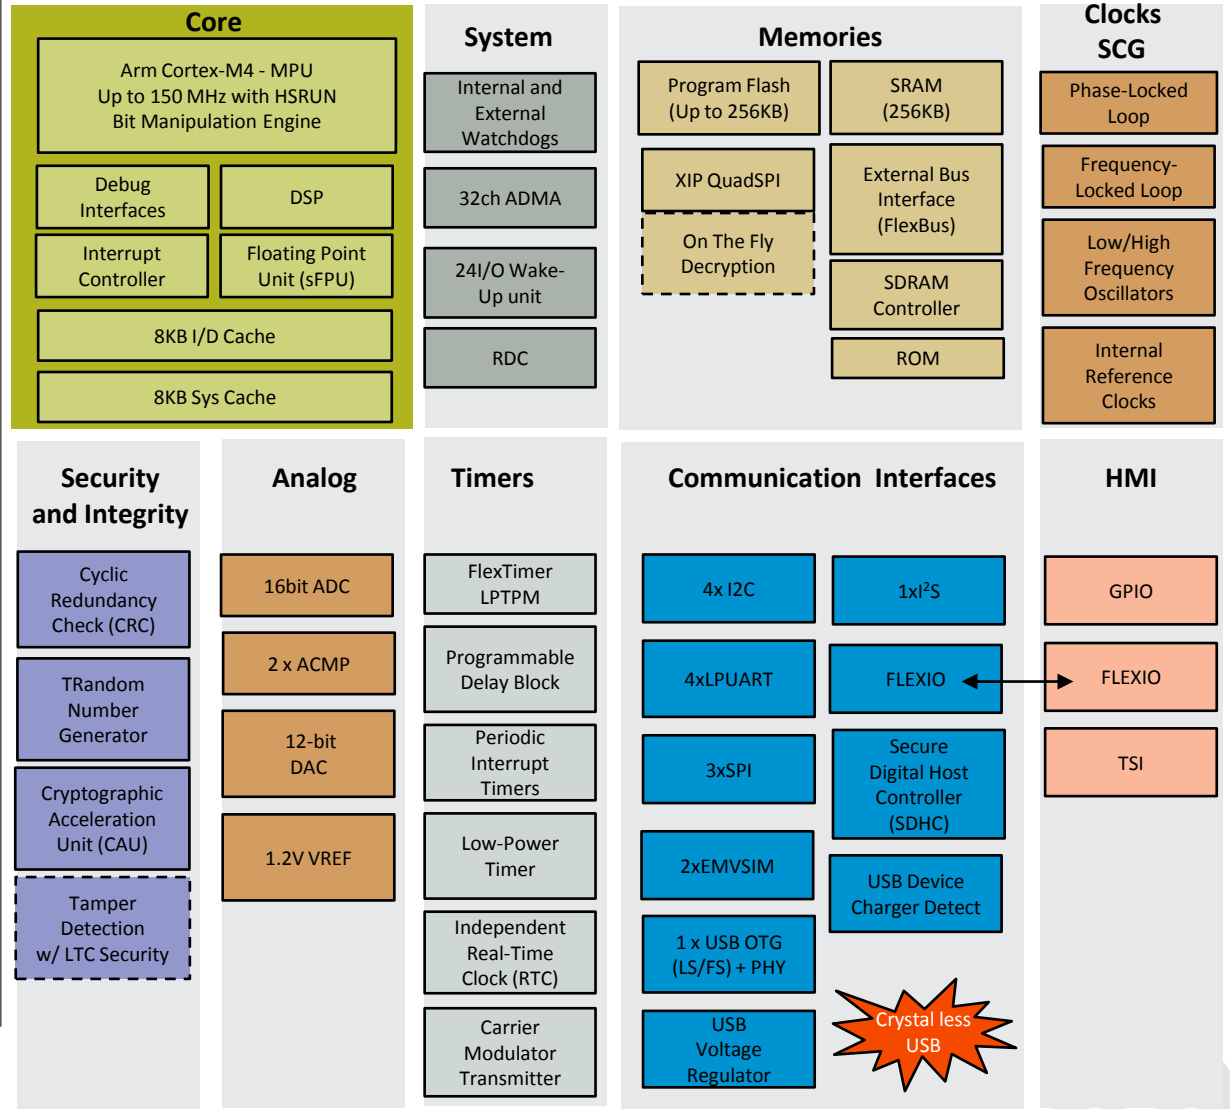 Core
Arm Cortex-M4 - MPU
Up to 150 MHz with HSRUN
Bit Manipulation Engine
Debug
Interfaces
DSP
Interrupt
Controller
Floating Point
Unit (sFPU)
8KB I/D Cache
8KB Sys Cache
System
Internal and
External
Watchdogs
32ch ADMA
24I/O Wake-
Up unit
RDC
Memories
Program Flash
(Up to 256KB)
SRAM
(256KB)
XIP QuadSPI
On The Fly
Decryption
External Bus
Interface
(FlexBus)
SDRAM
Controller
ROM
Clocks
SCG
Phase-Locked
Loop
Frequency-
Locked Loop
Low/High
Frequency
Oscillators
Internal
Reference
Clocks
Security
and Integrity
Cyclic
Redundancy
Check (CRC)
TRandom
Number
Generator
Cryptographic
Acceleration
Unit (CAU)
Tamper
Detection
w/ LTC Security
Analog
16bit ADC
2 x ACMP
12-bit
DAC
1.2V VREF
Timers
FlexTimer
LPTPM
Programmable
Delay Block
Periodic
Interrupt
Timers
Low-Power
Timer
Independent
Real-Time
Clock (RTC)
Carrier
Modulator
Transmitter
Communication Interfaces
4x I2C
4xLPUART
3xSPI
2xEMVSIM
1 x USB OTG
(LS/FS) + PHY
USB
Voltage
Regulator
1xI²S
FLEXIO
Secure
Digital Host
Controller
(SDHC)
USB Device
Charger Detect
Crystal less
USB
HMI
GPIO
FLEXIO
TSI